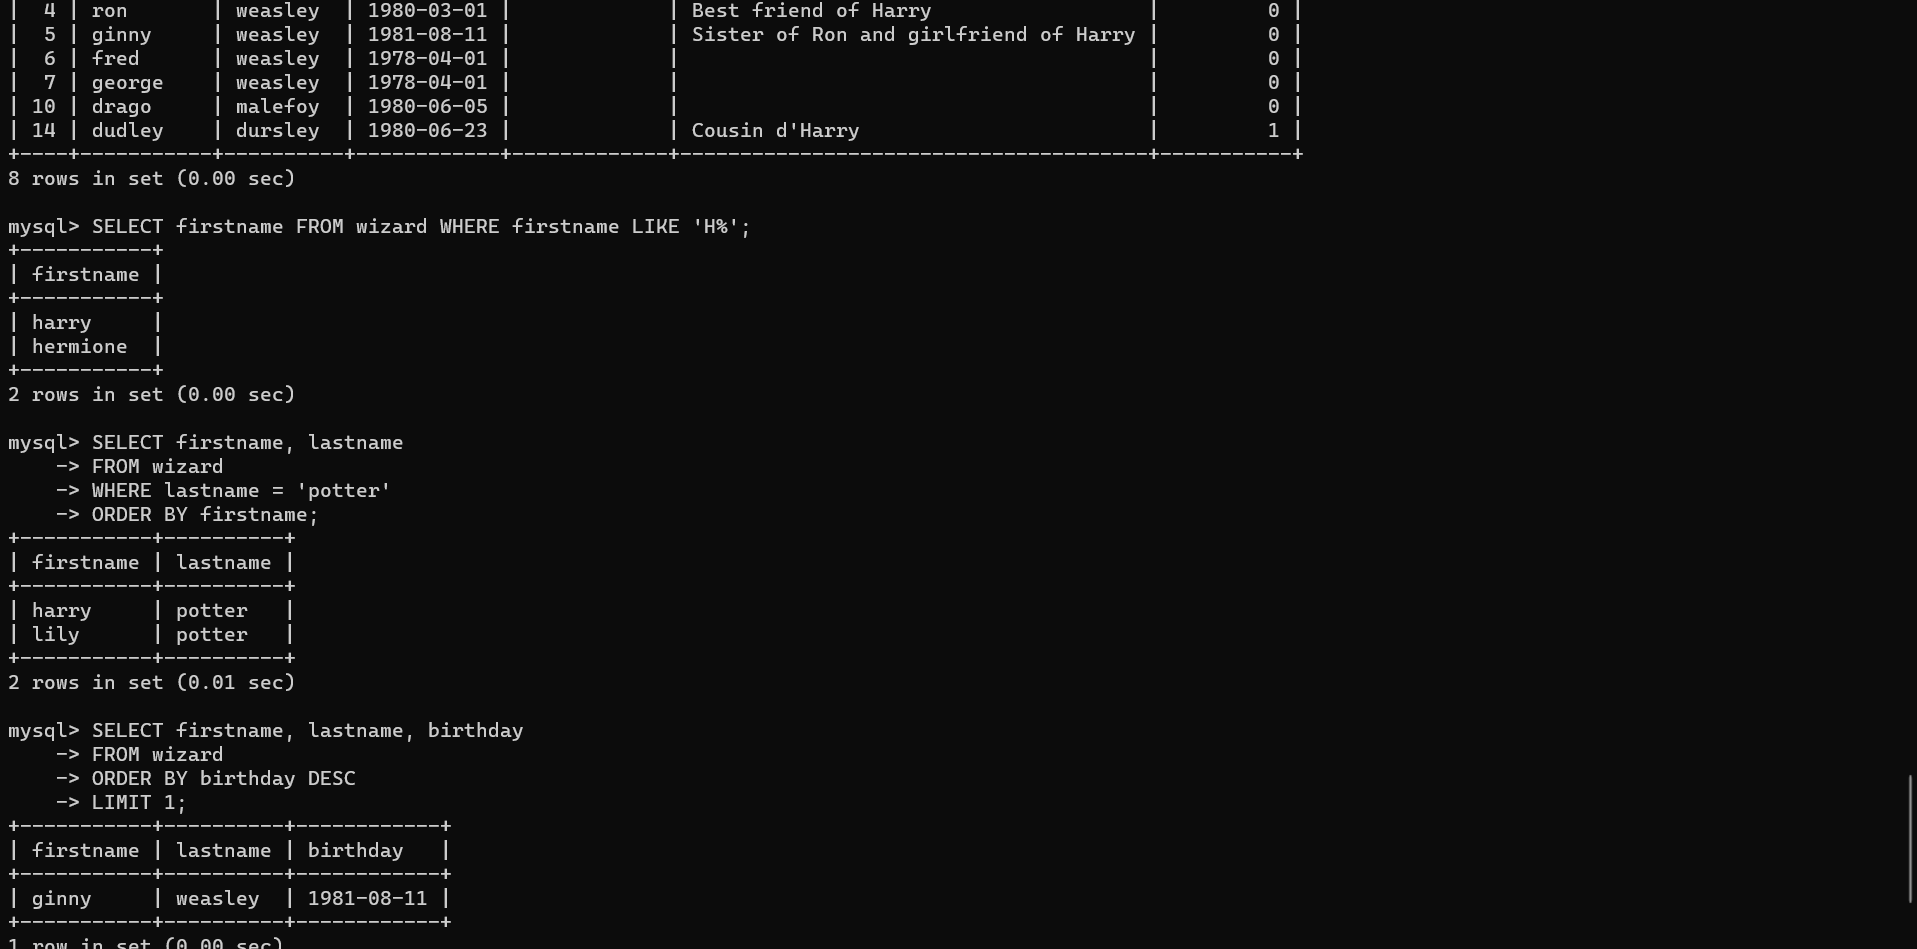 |  4 | ron       | weasley  | 1980-03-01 |             | Best friend of Harry                  |         0 |
|  5 | ginny     | weasley  | 1981-08-11 |             | Sister of Ron and girlfriend of Harry |         0 |
|  6 | fred      | weasley  | 1978-04-01 |             |                                       |         0 |
|  7 | george    | weasley  | 1978-04-01 |             |                                       |         0 |
| 10 | drago     | malefoy  | 1980-06-05 |             |                                       |         0 |
| 14 | dudley    | dursley  | 1980-06-23 |             | Cousin d'Harry                        |         1 |
+----+-----------+----------+------------+-------------+---------------------------------------+-----------+
8 rows in set (0.00 sec)

mysql> SELECT firstname FROM wizard WHERE firstname LIKE 'H%';
+-----------+
| firstname |
+-----------+
| harry     |
| hermione  |
+-----------+
2 rows in set (0.00 sec)

mysql> SELECT firstname, lastname
    -> FROM wizard
    -> WHERE lastname = 'potter'
    -> ORDER BY firstname;
+-----------+----------+
| firstname | lastname |
+-----------+----------+
| harry     | potter   |
| lily      | potter   |
+-----------+----------+
2 rows in set (0.01 sec)

mysql> SELECT firstname, lastname, birthday
    -> FROM wizard
    -> ORDER BY birthday DESC
    -> LIMIT 1;
+-----------+----------+------------+
| firstname | lastname | birthday   |
+-----------+----------+------------+
| ginny     | weasley  | 1981-08-11 |
+-----------+----------+------------+
1 row in set (0.00 sec)